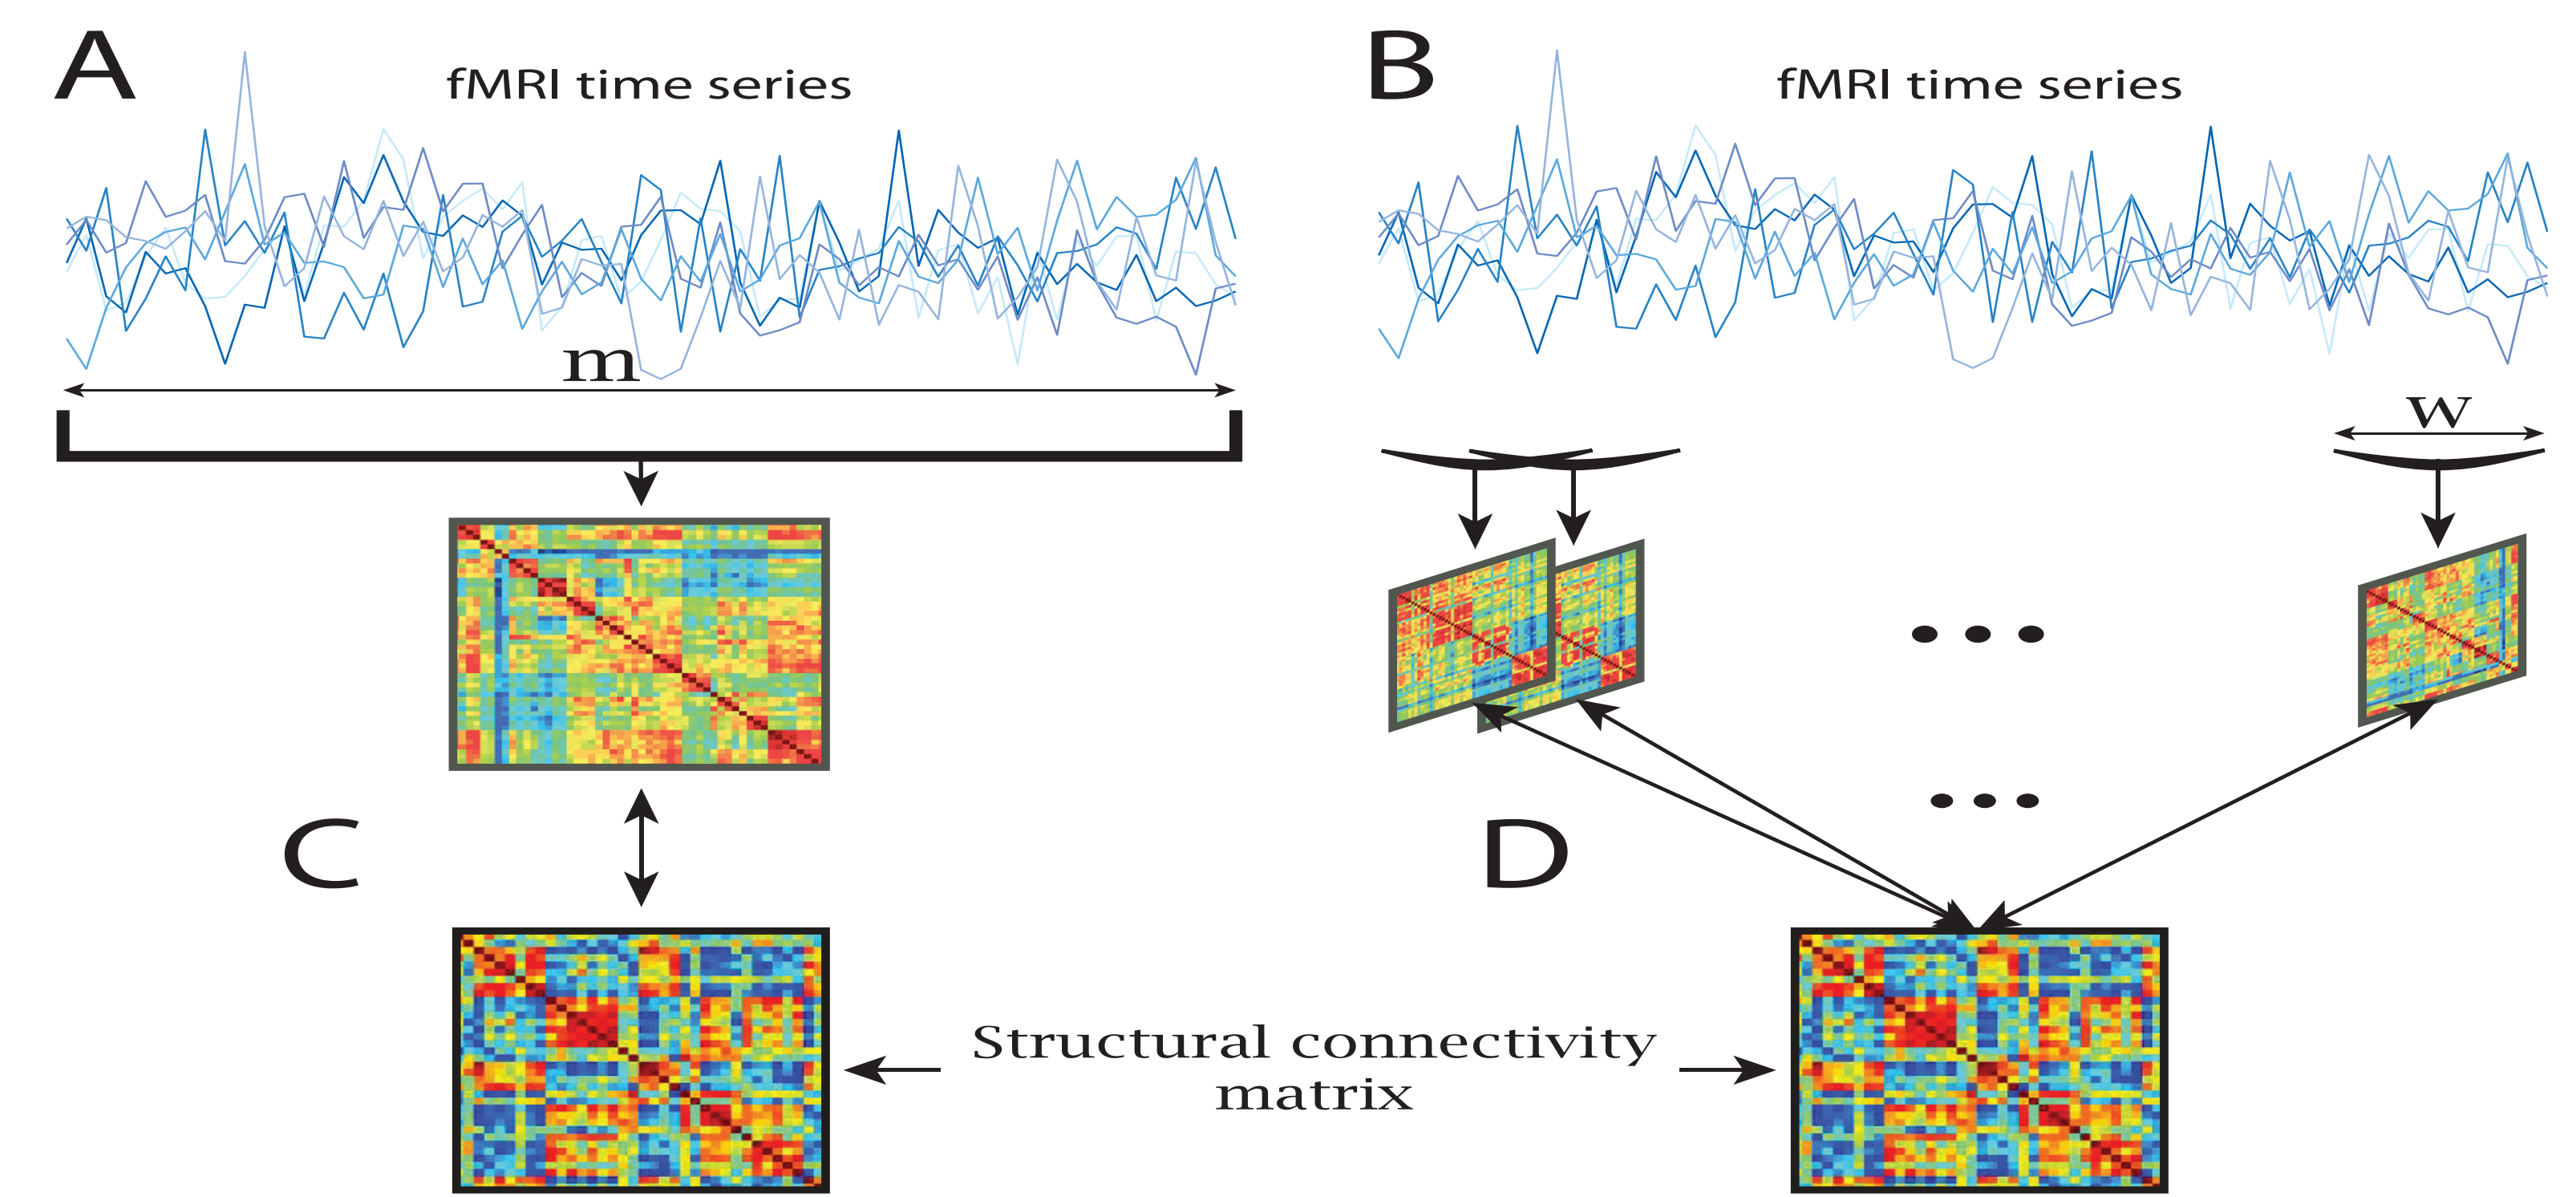 A
fMRI time series
B
fMRI time series
m
w
C
D
Structural connectivity
matrix